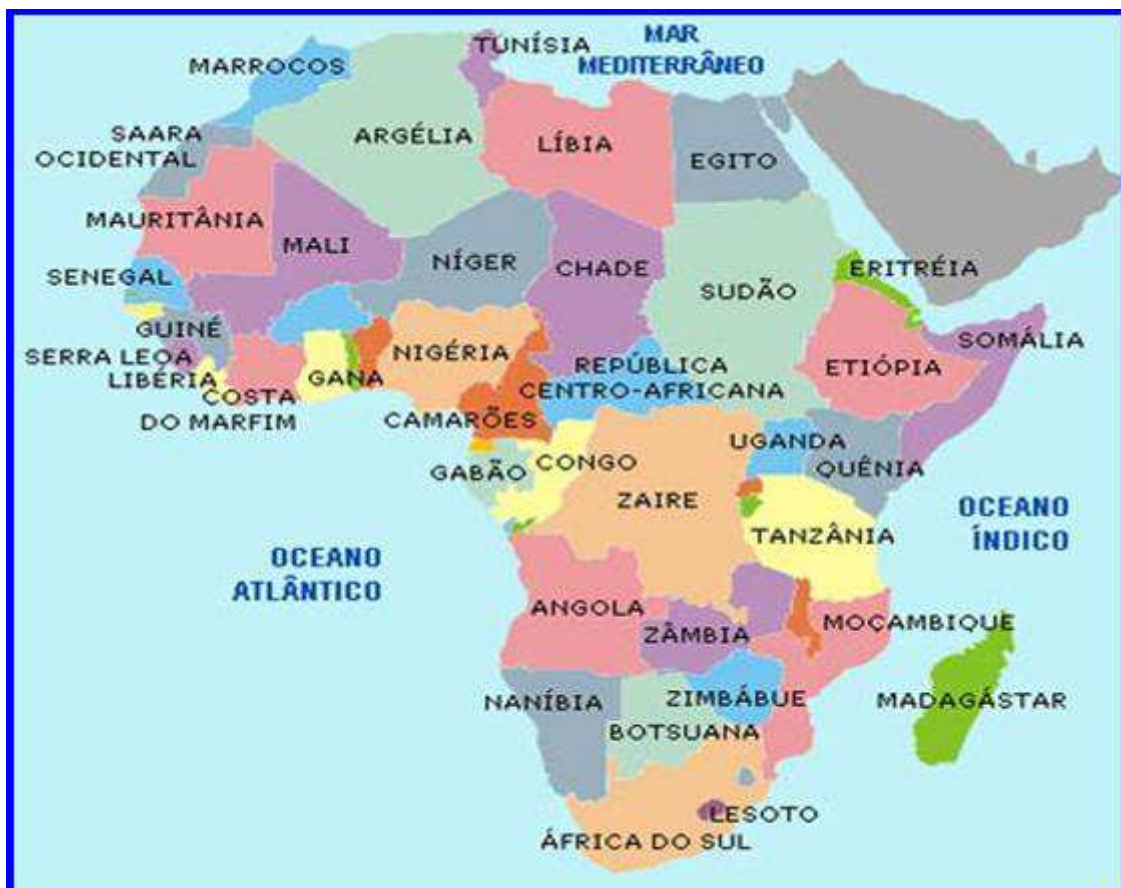 TUNÍSIA
MAR
MEDITERRÂNEO
MARROCOS
SAARA
OCIDENTAL
ARGÉLIA
LÍBIA
EGITO
MAURITÂNIA
MALI
NÍGER
CHADE
SUDÃO
ERITRÉIA
SENEGAL
GUINÉ
SERRA LEOA
LIBÉRIA
COSTA
DO MARFIM
GANA
NIGÉRIA
CAMARÕES
REPÚBLICA
CENTRO-AFRICANA
ETIÓPIA
SOMÁLIA
GABÃO
CONGO
ZAIRE
UGANDA
QUÊNIA
TANZÂNIA
OCEANO
ÍNDICO
OCEANO
ATLÂNTICO
ANGOLA
ZÂMBIA
MOÇAMBIQUE
NANÍBIA
ZIMBÁBUE
BOTSUANA
MADAGÁSTAR
LESOTO
ÁFRICA DO SUL